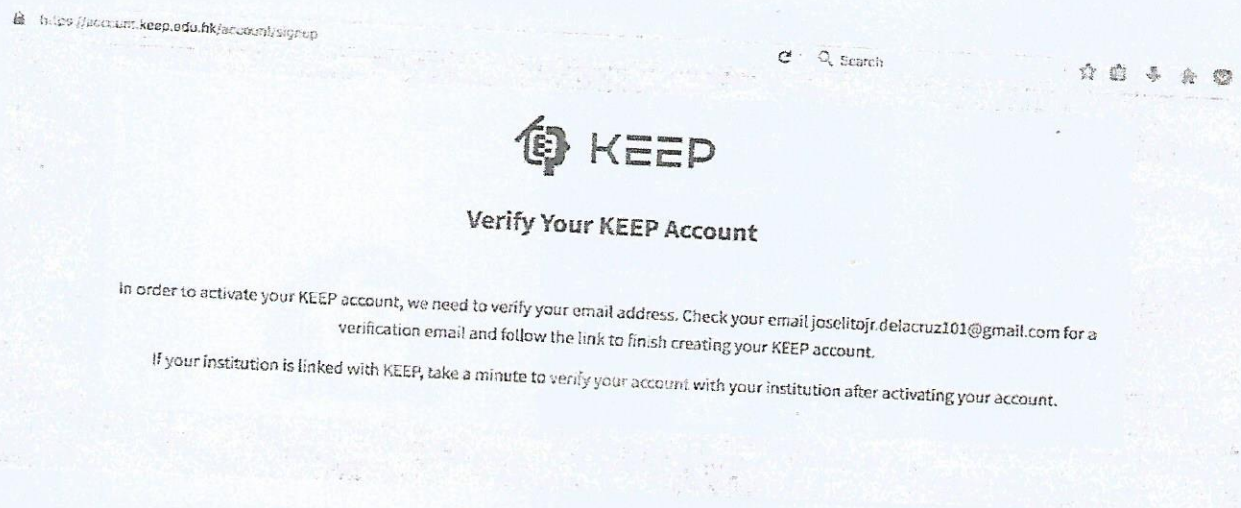 https://account.keep.edu.hk/account/signup
Search
KEEP
Verify Your KEEP Account
In order to activate your KEEP account, we need to verify your email address. Check your email joselitojr.delacruz101@gmail.com for a
verification email and follow the link to finish creating your KEEP account.
If your institution is linked with KEEP, take a minute to verify your account with your institution after activating your account.